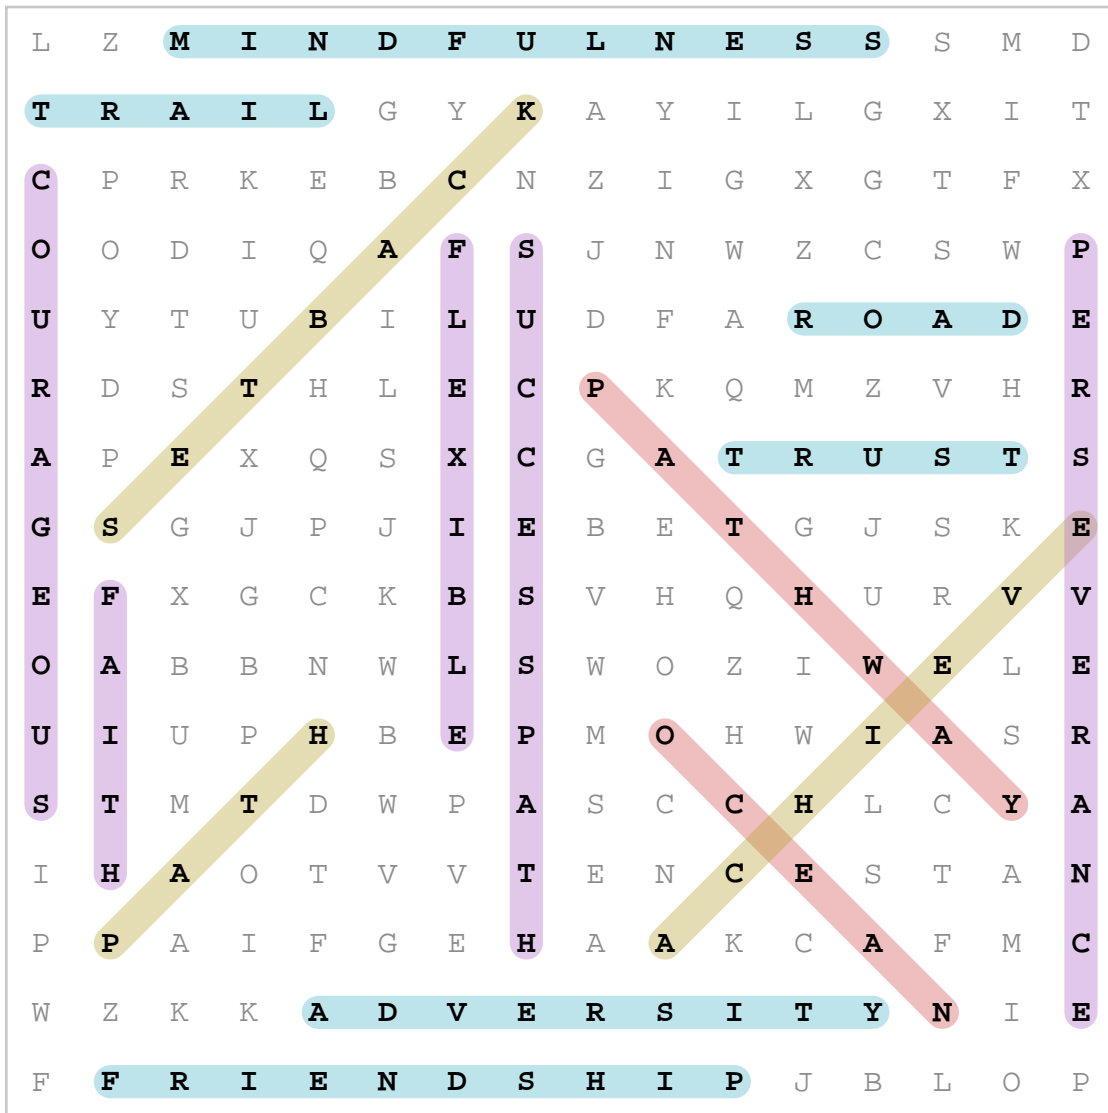 L Z M I N D F U L N E S S S M D
T R A I L G Y K A Y I L G X I T
C P R K E B C N Z I G X G T F X
O O D I Q A F S J N W Z C S W P
U Y T U B I L U D F A R O A D E
R D S T H L E C P K Q M Z V H R
A P E X Q S X C G A T R U S T S
G S G J P J I E B E T G J S K E
E F X G C K B S V H Q H U R V V
O A B B N W L S W O Z I W E L E
U I U P H B E P M O H W I A S R
S T M T D W P A S C C H L C Y A
I H A O T V V T E N C E S T A N
P P A I F G E H A A K C A F M C
W Z K K A D V E R S I T Y N I E
F F R I E N D S H I P J B L O P